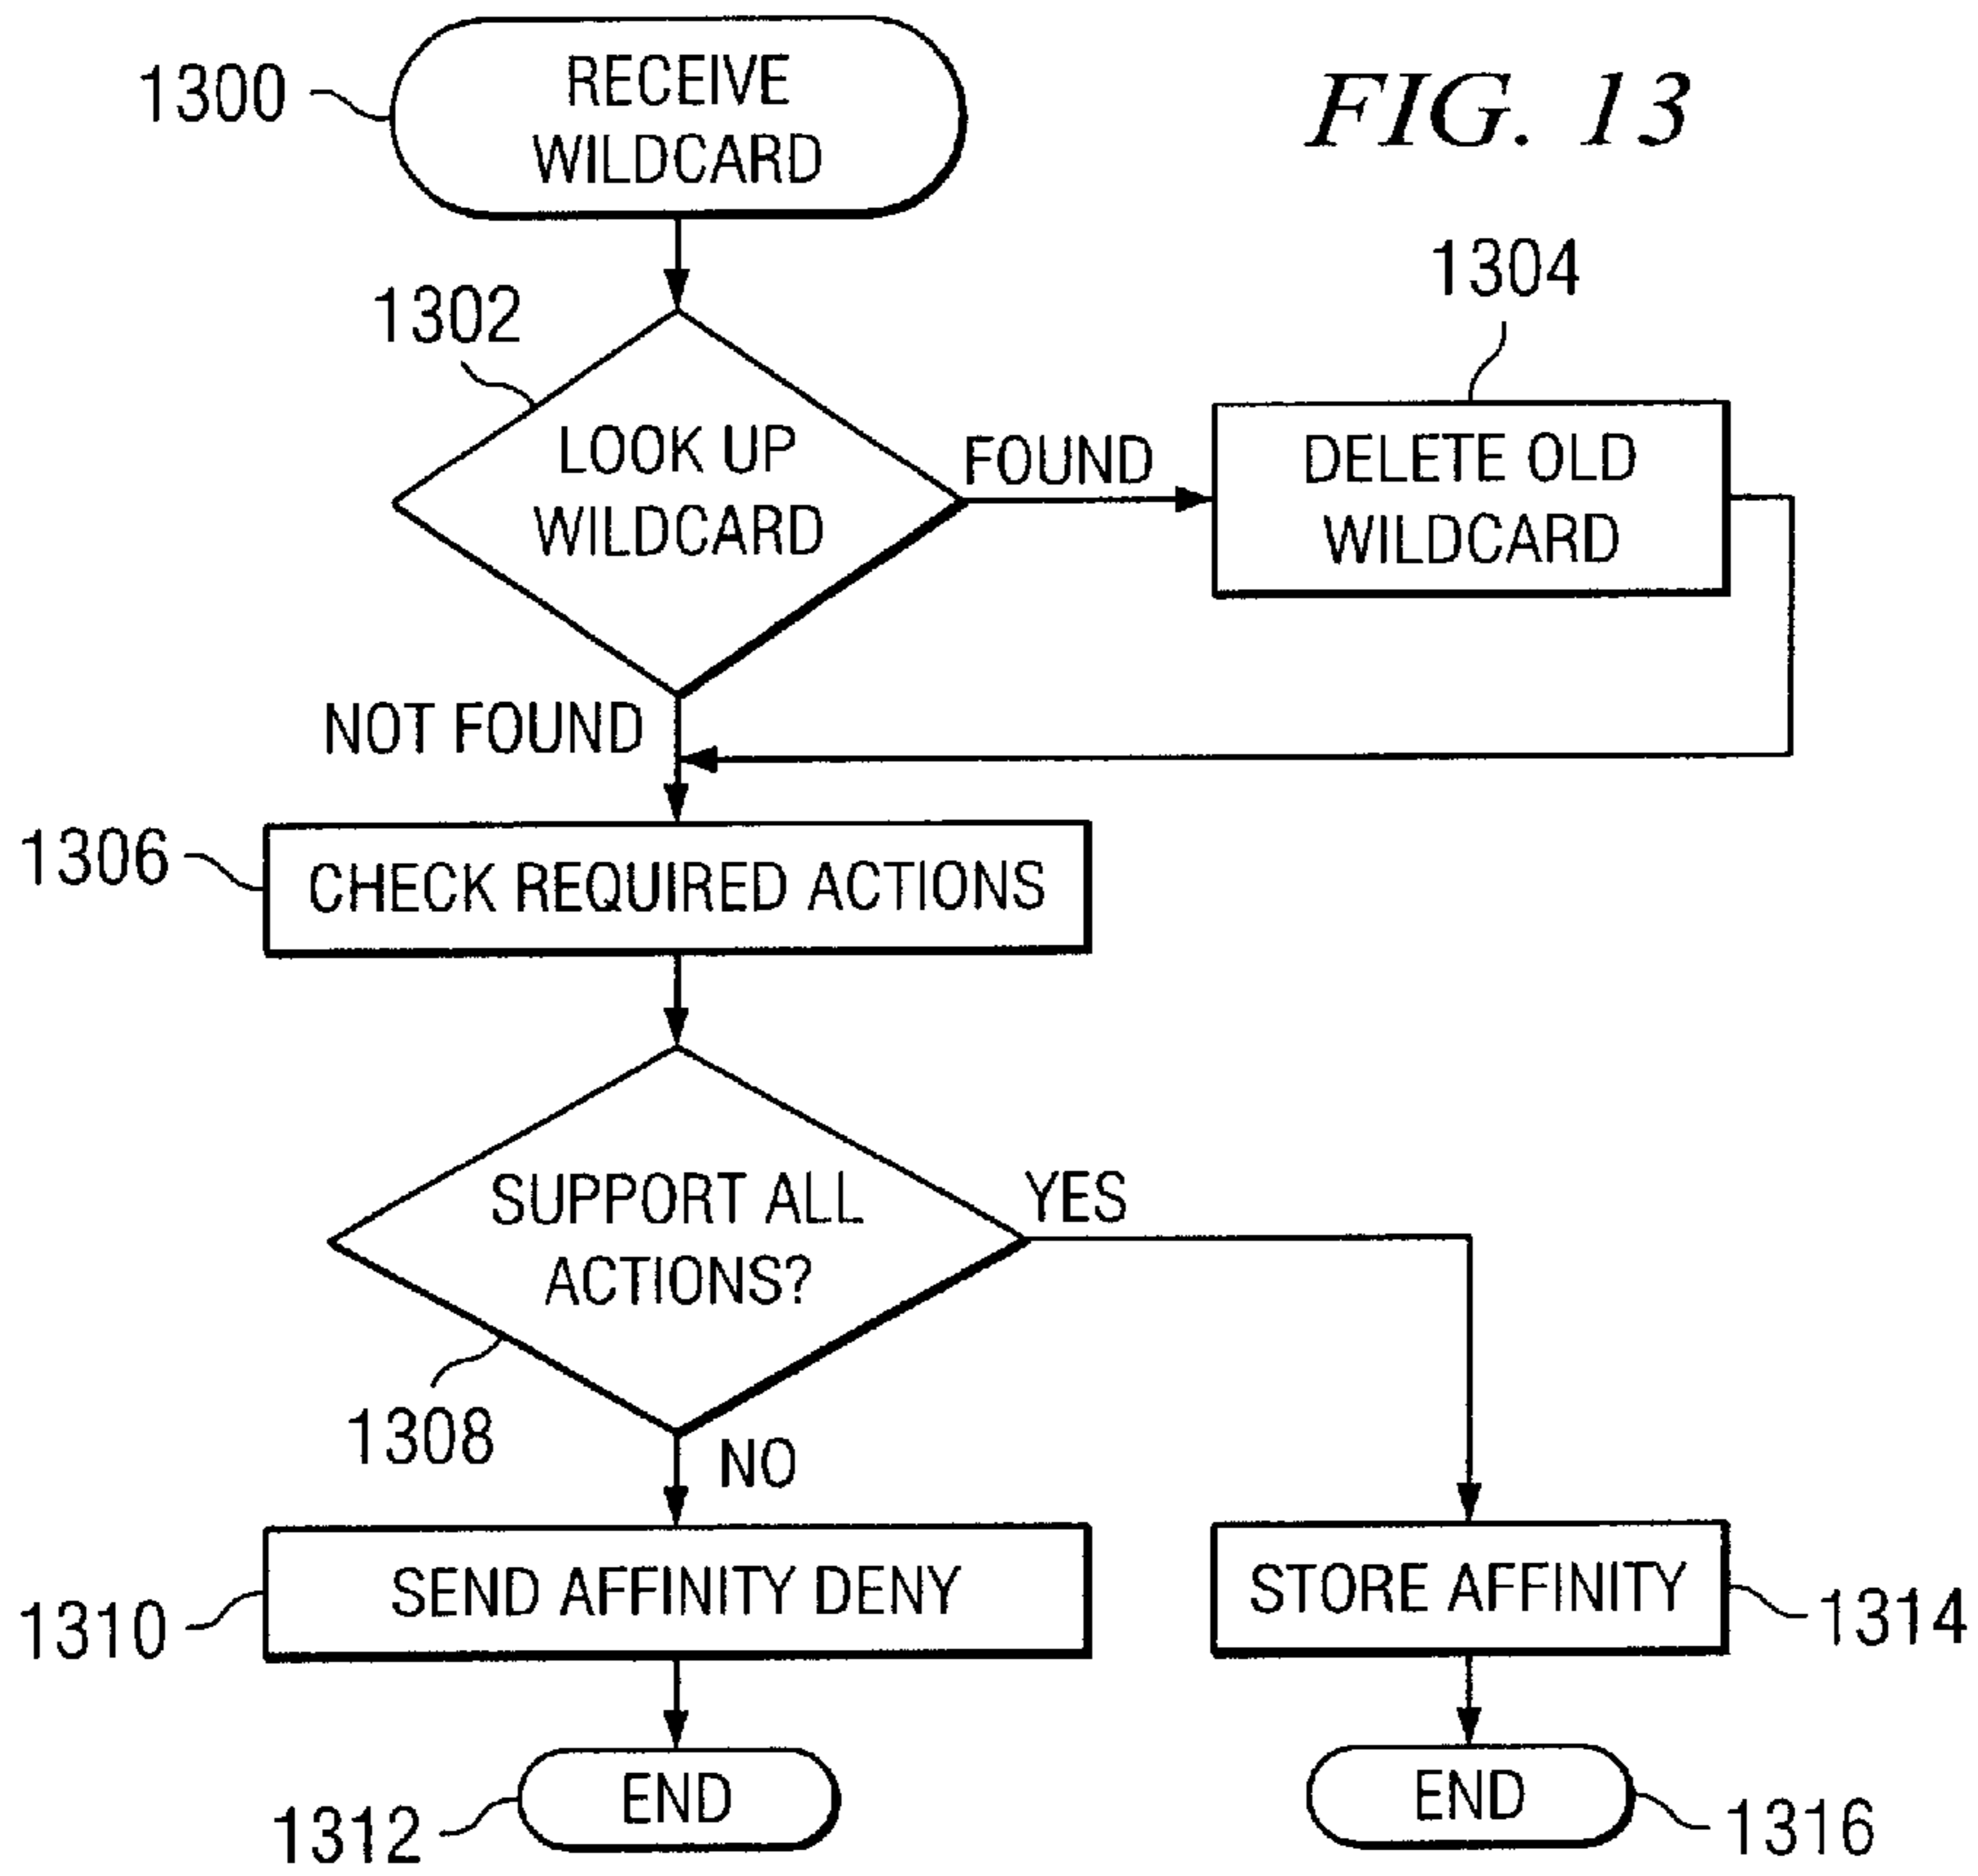 FIG. 13
1300
RECEIVE
WILDCARD
1302
LOOK UP
WILDCARD
FOUND
1304
DELETE OLD
WILDCARD
NOT FOUND
1306
CHECK REQUIRED ACTIONS
SUPPORT ALL
ACTIONS?
YES
1308
NO
SEND AFFINITY DENY
1310
STORE AFFINITY
1314
END
1312
END
1316